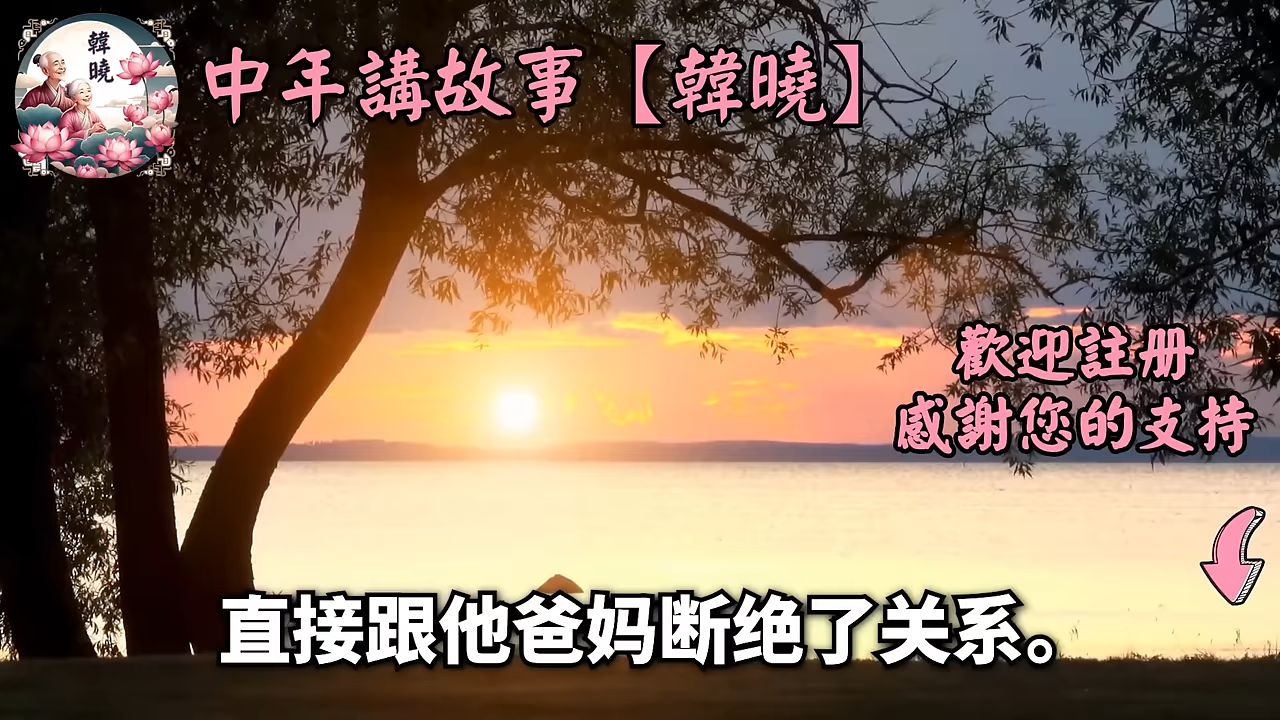 韓
曉
中年講故事【韓曉】
歡迎註册
感謝您的支持
直接跟他爸妈断绝了关系。